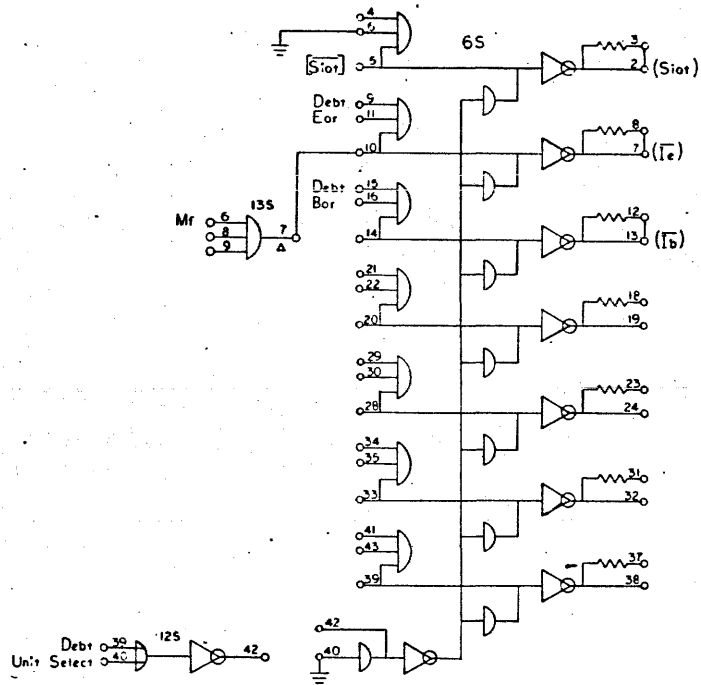 4
6
6S
[Siot] 5
3
2 (Siot)
Debt 9
Eor 11
10
8
7 (Ie)
Debt 15
Bor 16
14
12
13 (Ib)
13S
Mr 6
8
9
7
Δ
21
22
20
18
19
29
30
28
23
24
34
35
33
31
32
41
43
39
37
38
Debt 39
Unit Select 40
12S
42
42
40